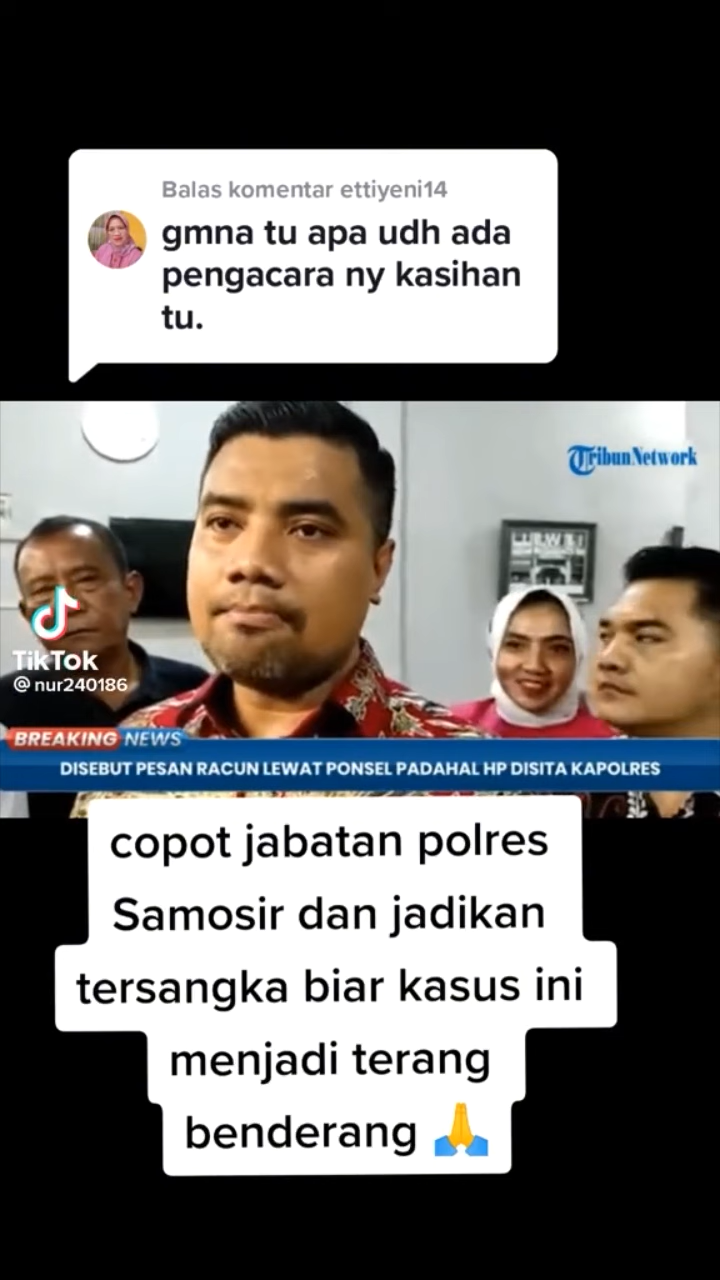 Balas komentar ettiyeni14
gmna tu apa udh ada
pengacara ny kasihan
tu.
TribunNetwork
TikTok
@nur240186
BREAKING NEWS
DISEBUT PESAN RACUN LEWAT PONSEL PADAHAL HP DISITA KAPOLRES
copot jabatan polres
Samosir dan jadikan
tersangka biar kasus ini
menjadi terang
benderang 🙏